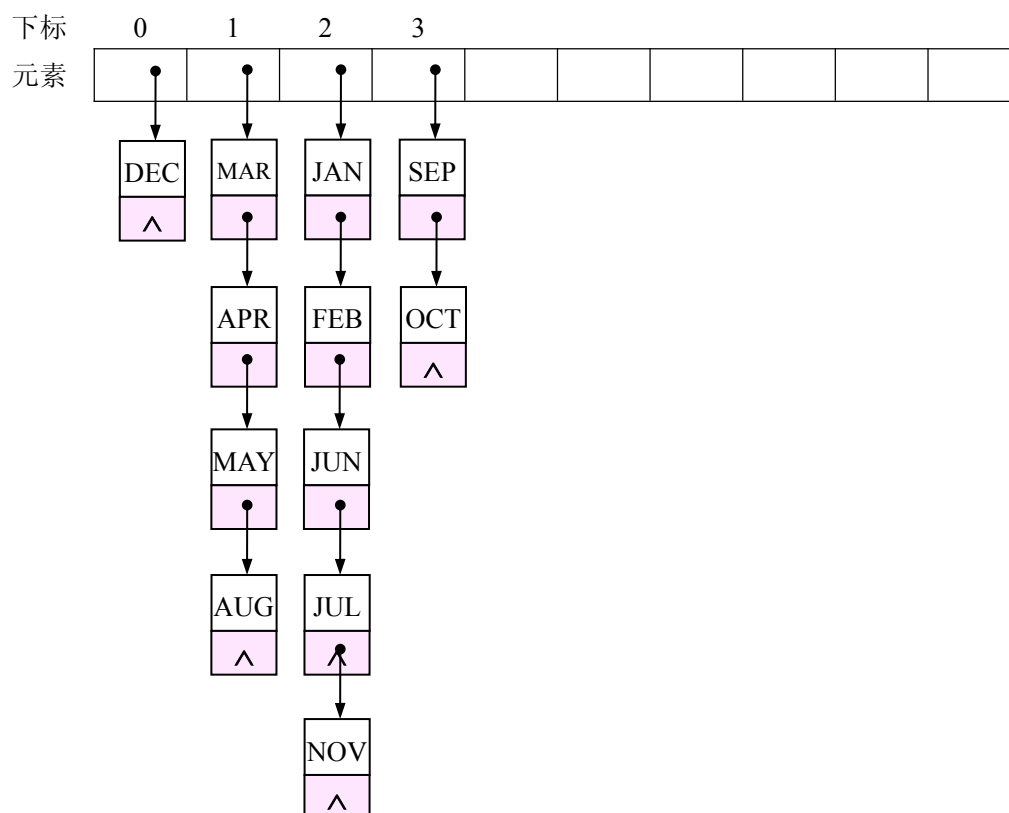 下标 0 1 2 3
元素
DEC MAR JAN SEP
^
APR FEB OCT
^
MAY JUN
AUG JUL
^ ^
NOV
^